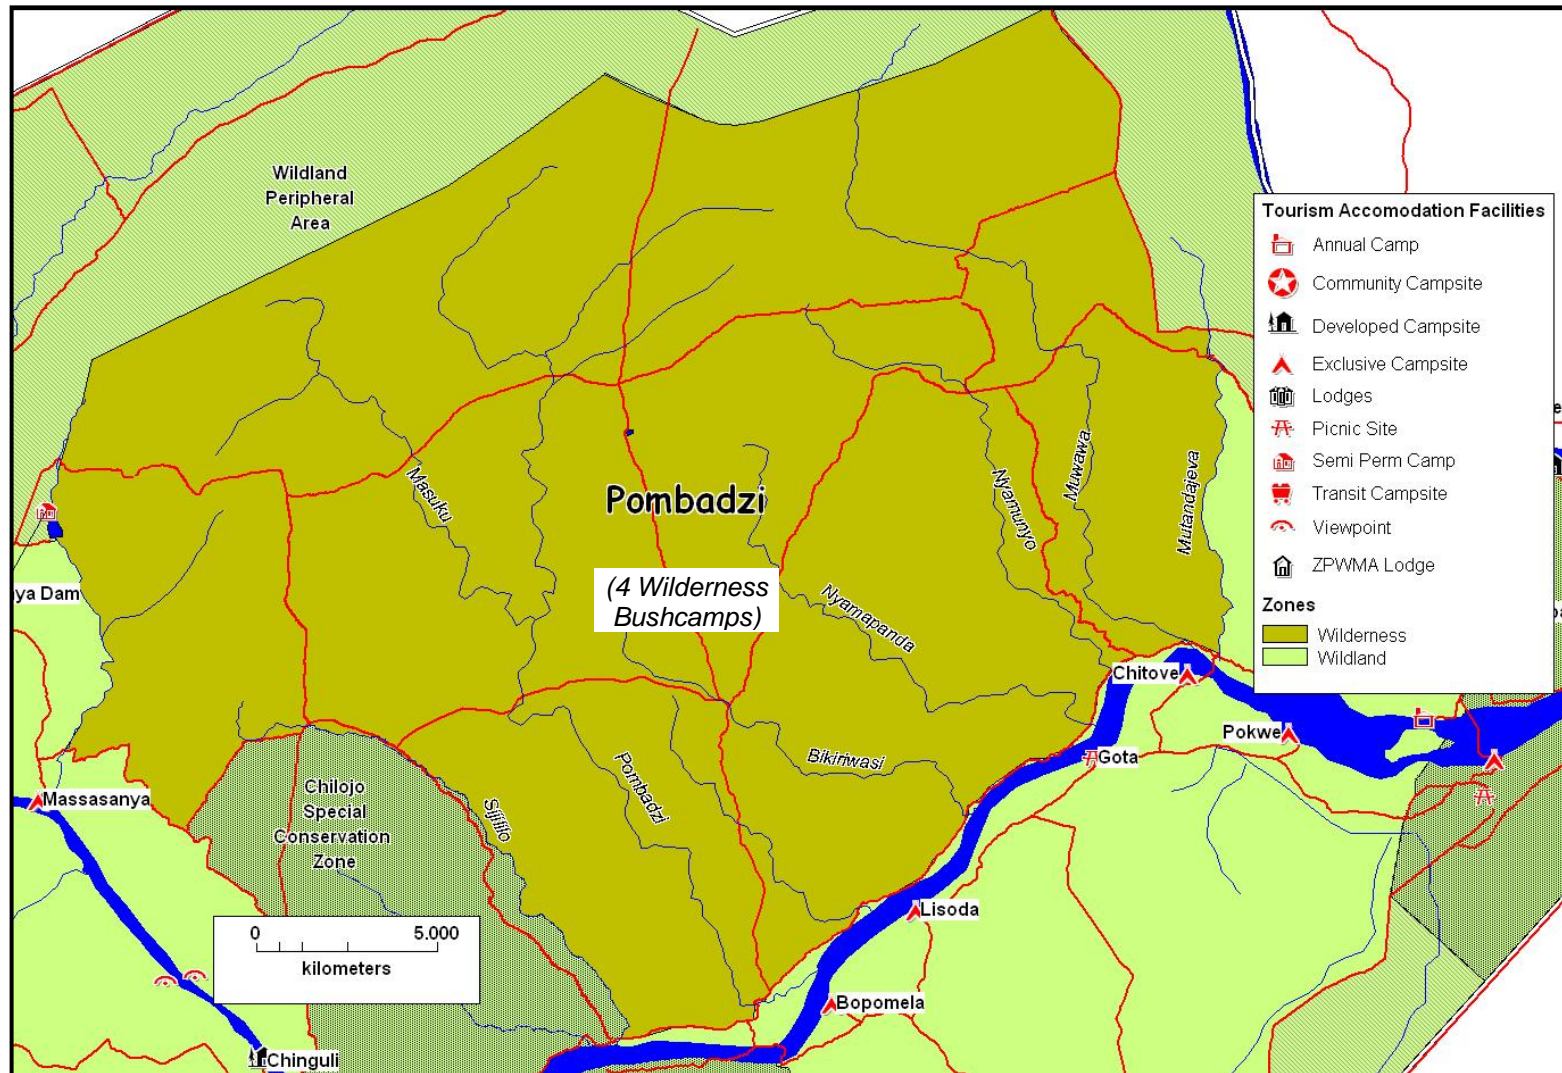 Wildland
Peripheral
Area
Tourism Accomodation Facilities
Annual Camp
Community Campsite
Developed Campsite
Exclusive Campsite
Lodges
Picnic Site
Semi Perm Camp
Transit Campsite
Viewpoint
ZPWMA Lodge
Zones
Wilderness
Wildland
Masuku
Pombadzi
(4 Wilderness
Bushcamps)
Nyamunyo
Muwawa
Mutandajeva
Nyamapanda
ya Dam
Chitove
Pokwe
Gota
Bikiriwasi
Pombadzi
Sijifilo
Massasanya
Chilojo
Special
Conservation
Zone
Lisoda
0 5.000
kilometers
Bopomela
Chinguli